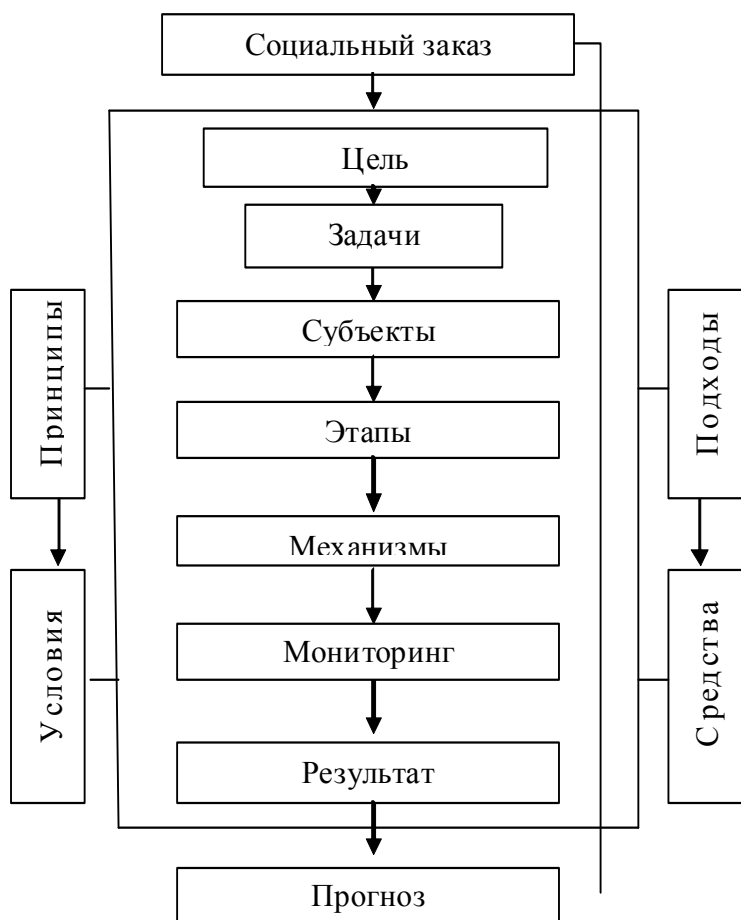 Социальный заказ
Цель
Задачи
Субъекты
Этапы
Механизмы
Мониторинг
Результат
Прогноз
Принципы
Условия
Подходы
Средства